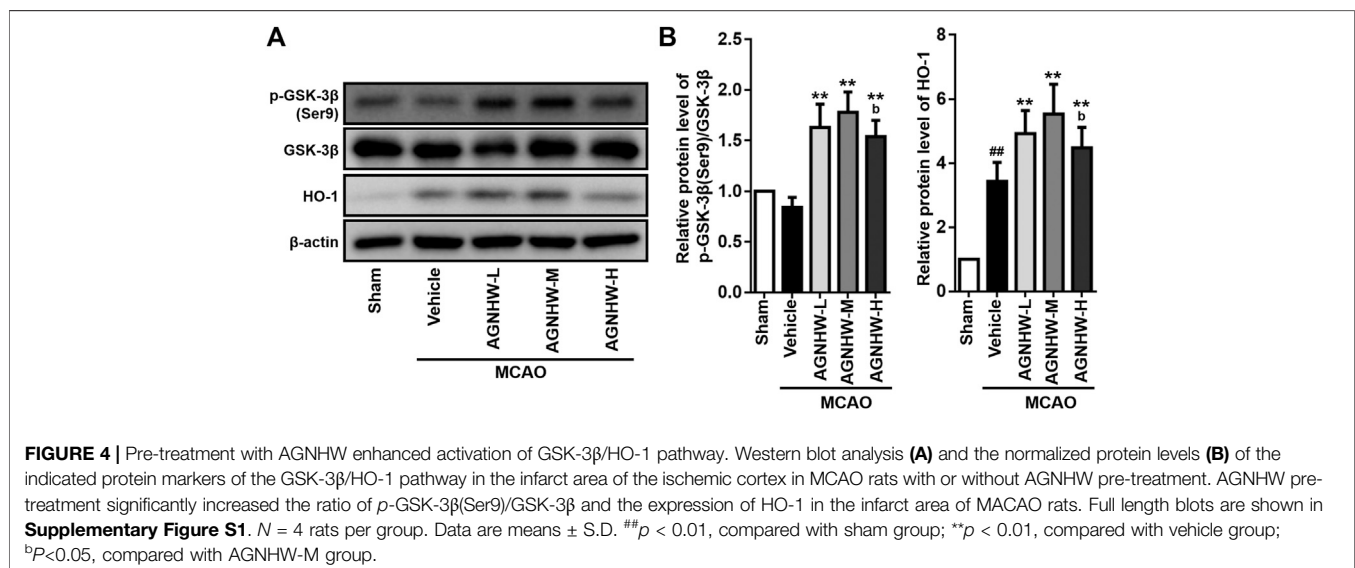 A
p-GSK-3β
(Ser9)
GSK-3β
HO-1
β-actin
Sham
Vehicle
AGNHW-L
AGNHW-M
AGNHW-H
MCAO
B
Relative protein level of
p-GSK-3β(Ser9)/GSK-3β
2.5
2.0
1.5
1.0
0.5
0.0
**
**
**
b
Sham
Vehicle
AGNHW-L
AGNHW-M
AGNHW-H
MCAO
Relative protein level of HO-1
8
6
4
2
0
##
**
**
**
b
Sham
Vehicle
AGNHW-L
AGNHW-M
AGNHW-H
MCAO
FIGURE 4 | Pre-treatment with AGNHW enhanced activation of GSK-3β/HO-1 pathway. Western blot analysis (A) and the normalized protein levels (B) of the
indicated protein markers of the GSK-3β/HO-1 pathway in the infarct area of the ischemic cortex in MCAO rats with or without AGNHW pre-treatment. AGNHW pre-
treatment significantly increased the ratio of p-GSK-3β(Ser9)/GSK-3β and the expression of HO-1 in the infarct area of MACAO rats. Full length blots are shown in
Supplementary Figure S1. N = 4 rats per group. Data are means ± S.D. ##p < 0.01, compared with sham group; **p < 0.01, compared with vehicle group;
bP<0.05, compared with AGNHW-M group.